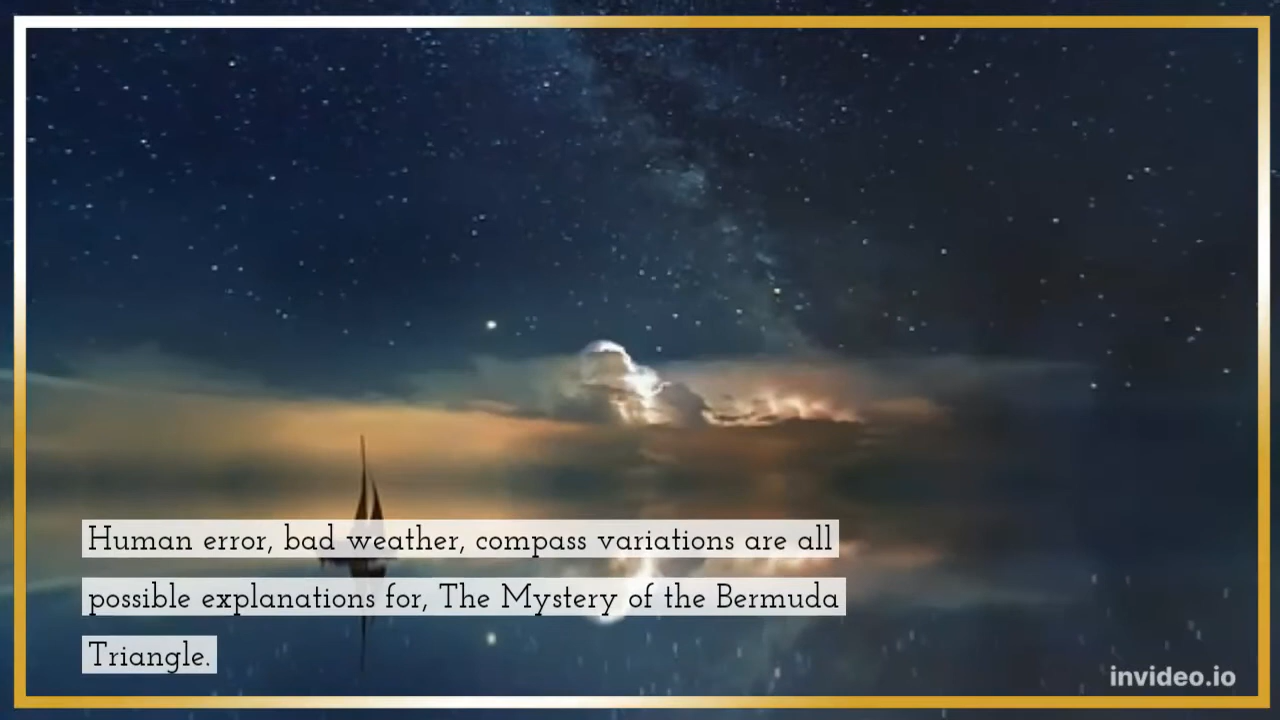 Human error, bad weather, compass variations are all
possible explanations for, The Mystery of the Bermuda
Triangle.
invideo.io